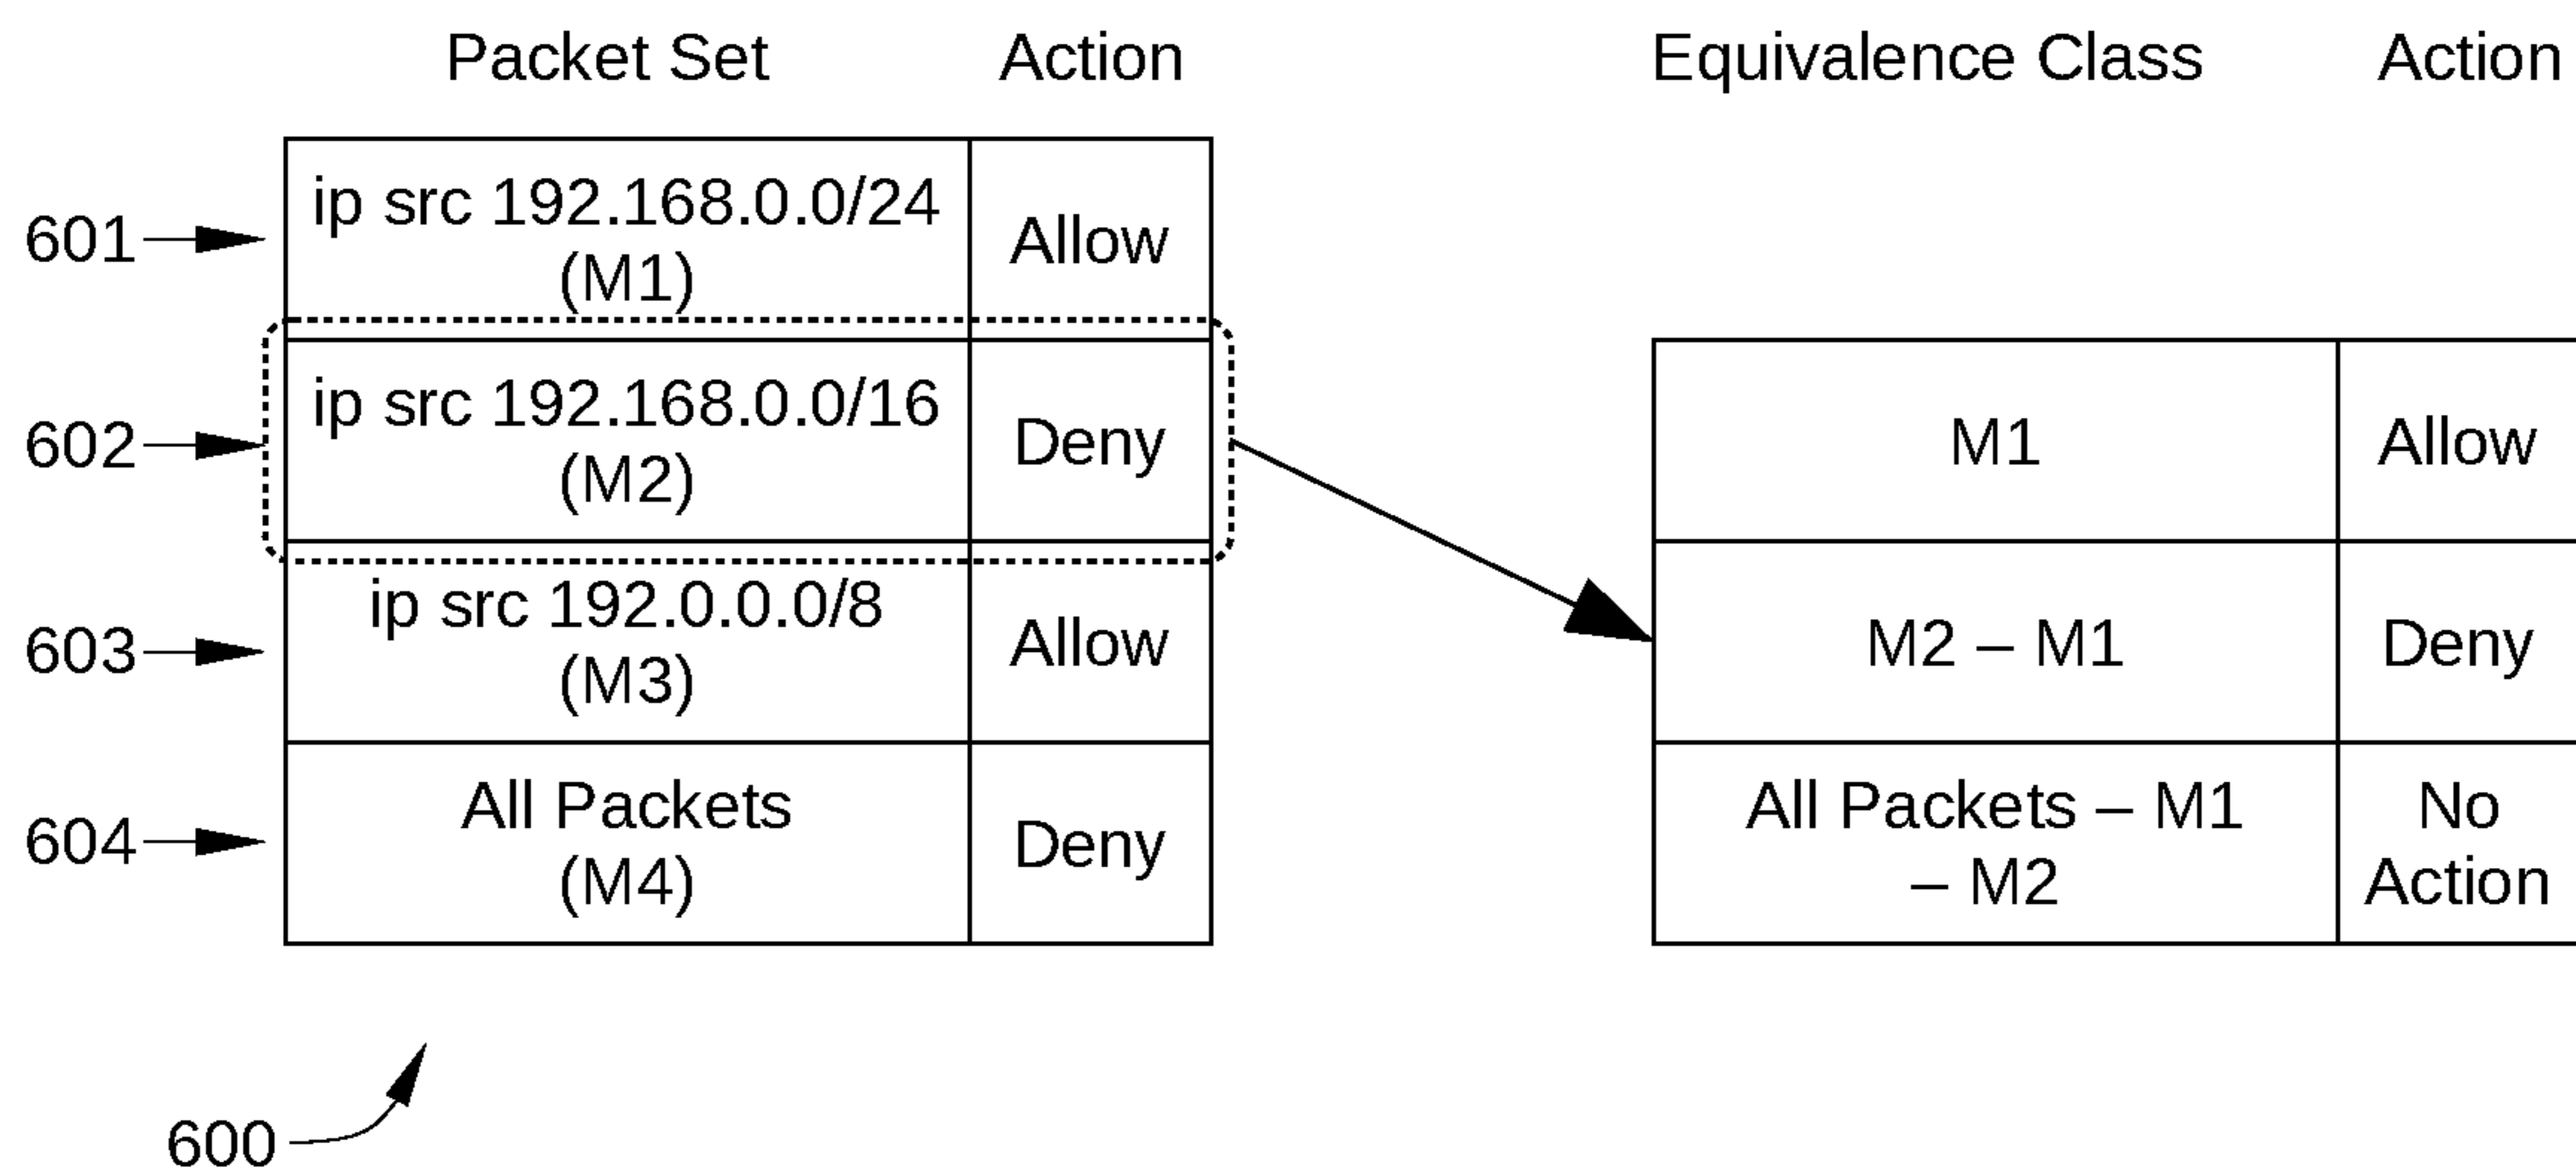 Packet Set
Action
601
ip src 192.168.0.0/24
(M1)
Allow
602
ip src 192.168.0.0/16
(M2)
Deny
603
ip src 192.0.0.0/8
(M3)
Allow
604
All Packets
(M4)
Deny
600
Equivalence Class
Action
M1
Allow
M2 – M1
Deny
All Packets – M1
– M2
No
Action